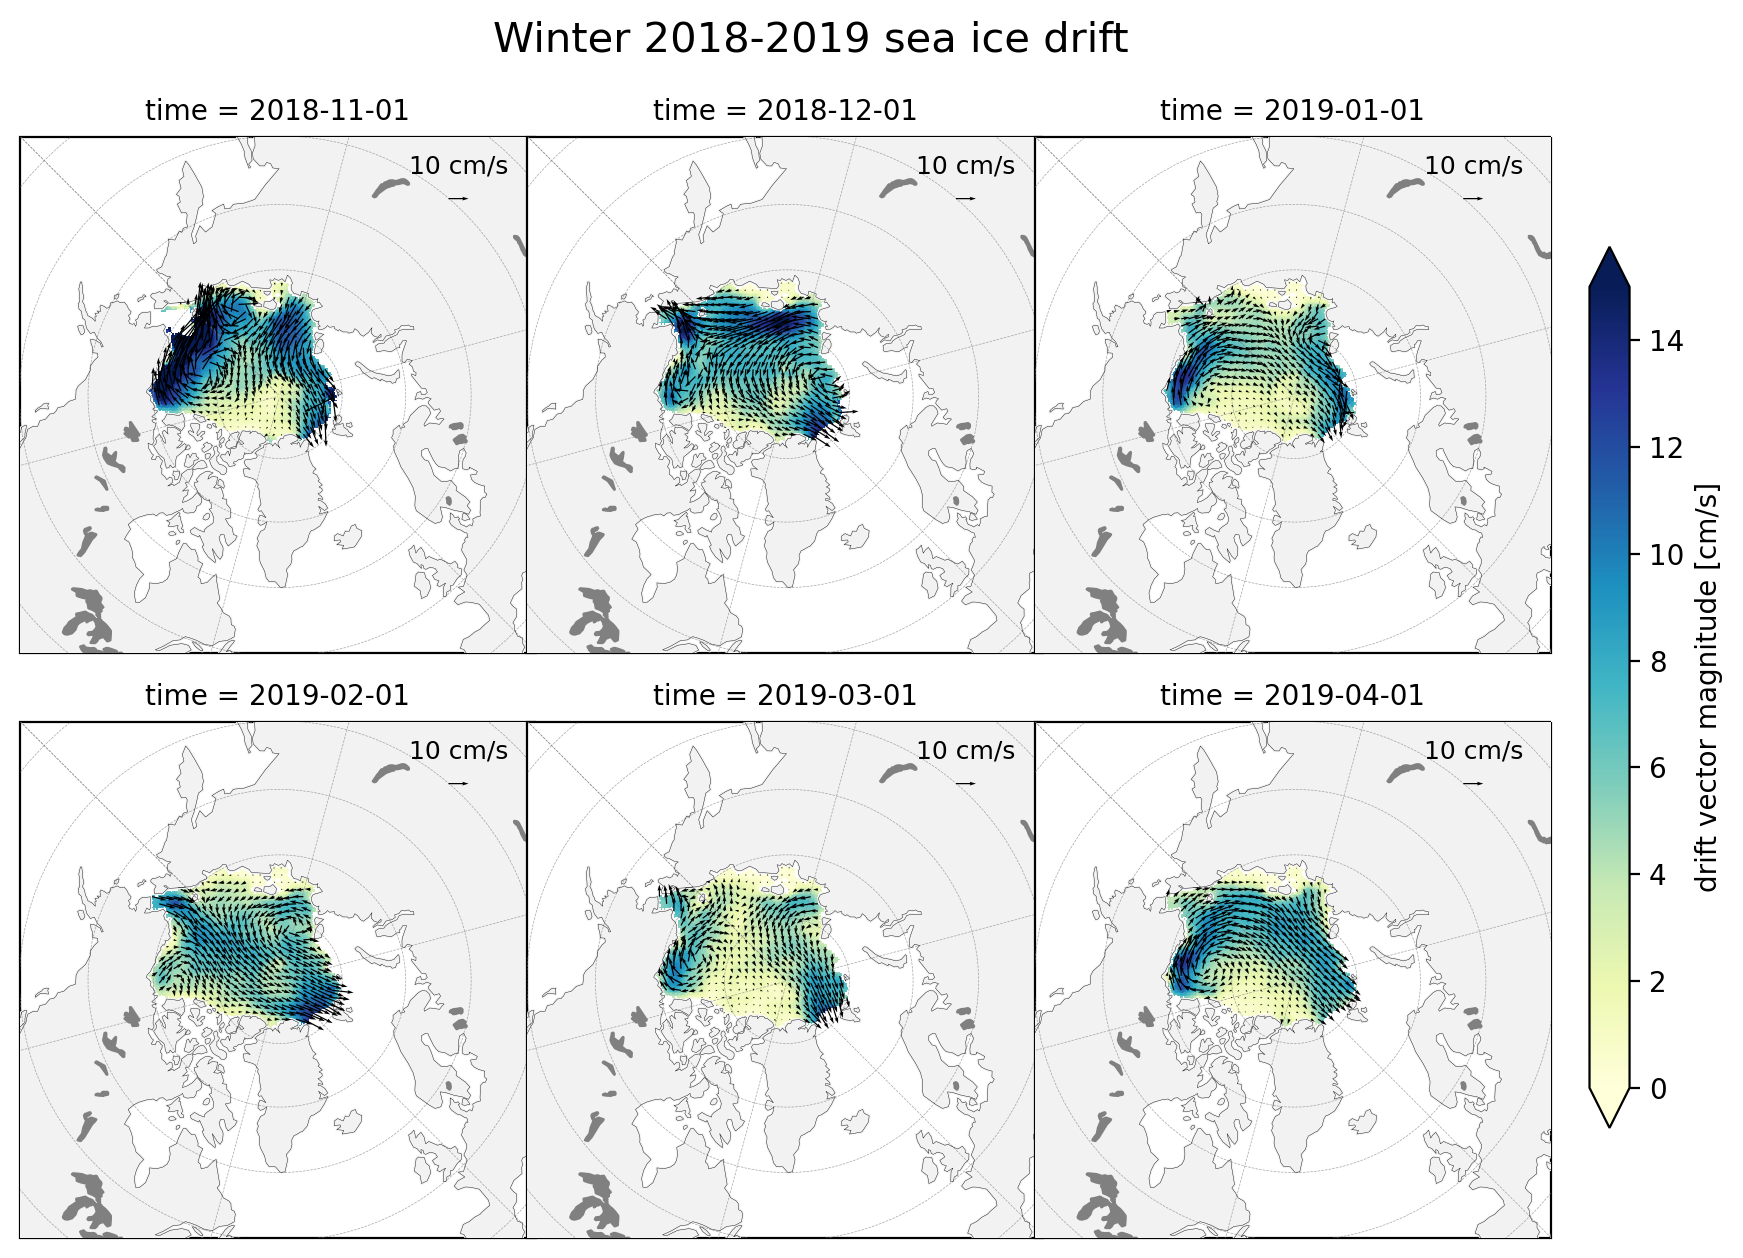 Winter 2018-2019 sea ice drift
time = 2018-11-01
time = 2018-12-01
time = 2019-01-01
10 cm/s
10 cm/s
10 cm/s
time = 2019-02-01
time = 2019-03-01
time = 2019-04-01
10 cm/s
10 cm/s
10 cm/s
14
12
10
8
6
4
2
0
drift vector magnitude [cm/s]